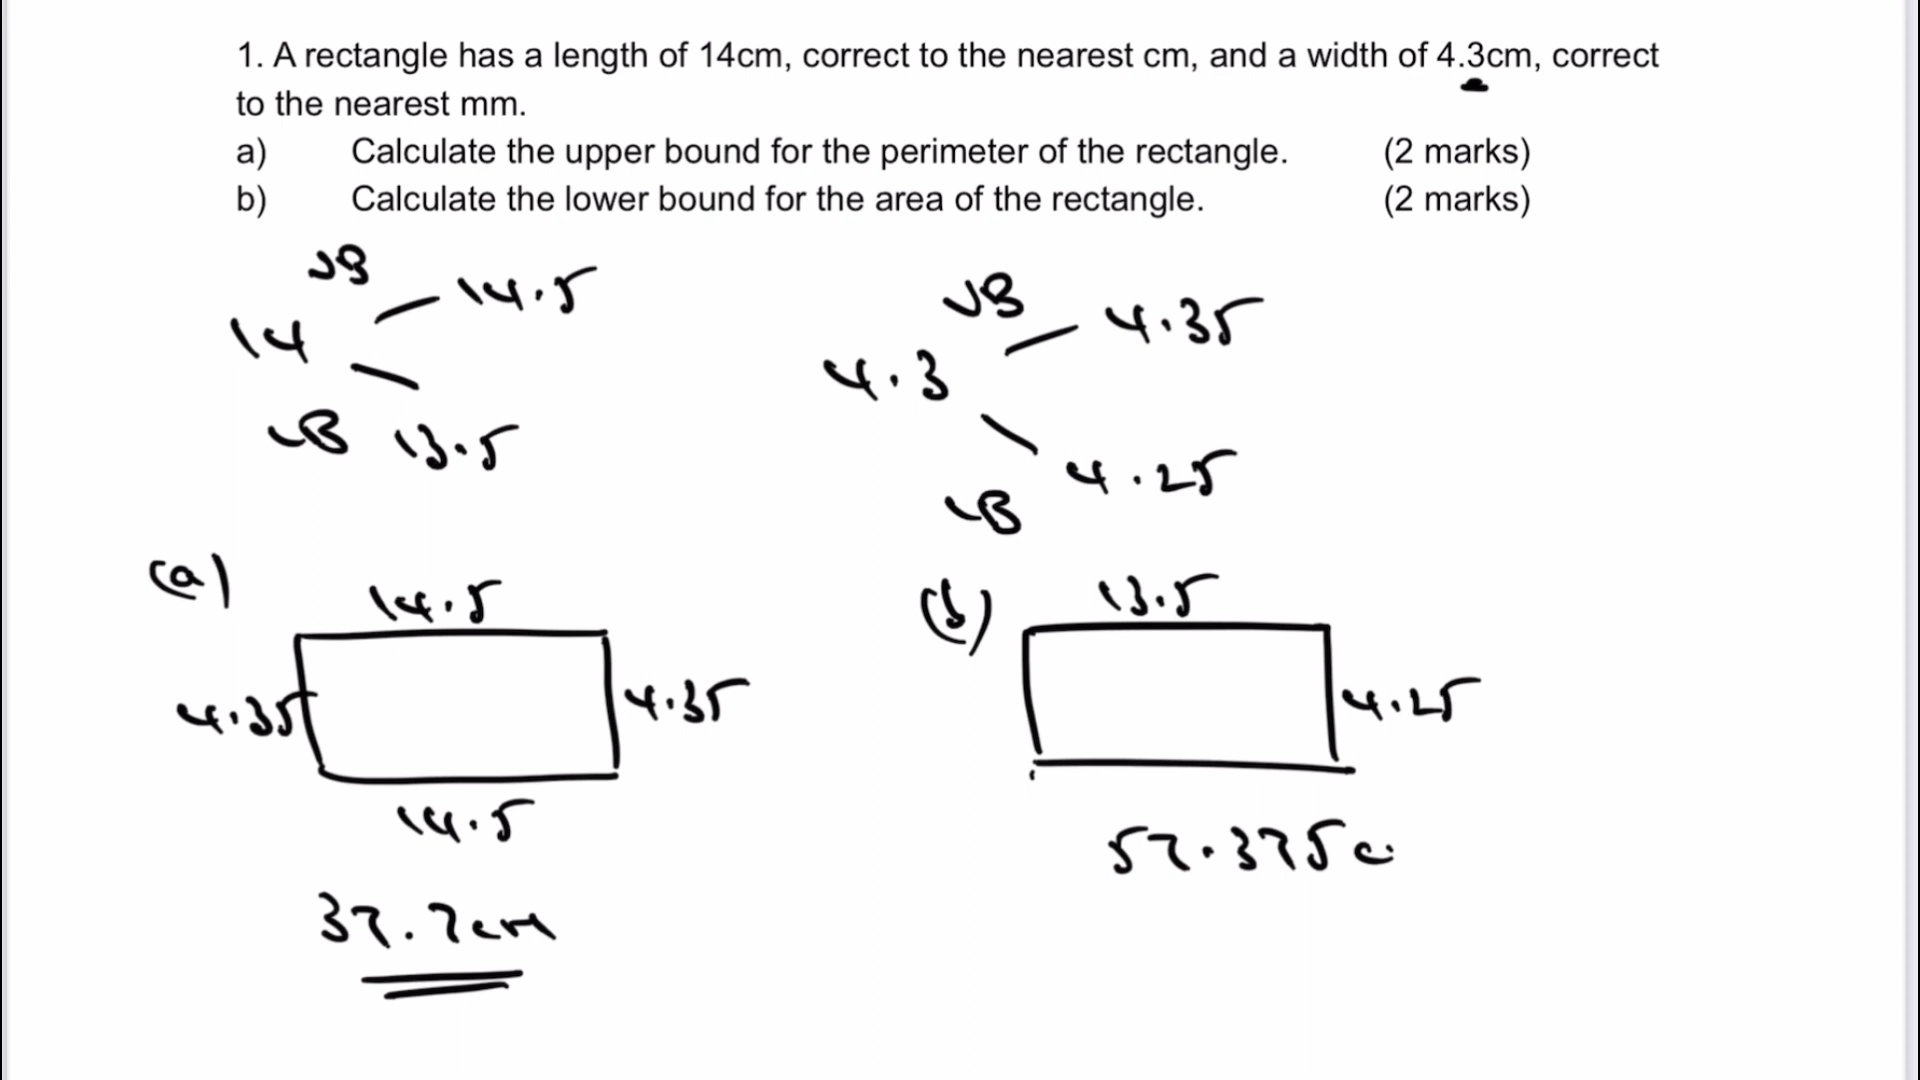 1. A rectangle has a length of 14cm, correct to the nearest cm, and a width of 4.3cm, correct
to the nearest mm.
a) Calculate the upper bound for the perimeter of the rectangle. (2 marks)
b) Calculate the lower bound for the area of the rectangle. (2 marks)
UB 14.5
14
LB 13.5
UB 4.35
4.3
LB 4.25
(a)
14.5
4.35 4.35
14.5
37.7cm
(b)
13.5
4.25
57.375c